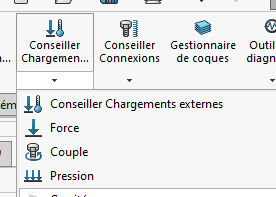 Conseiller Conseiller Gestionnaire Outil
Chargemen... Connexions de coques diagn
Conseiller Chargements externes
Force
Couple
Pression